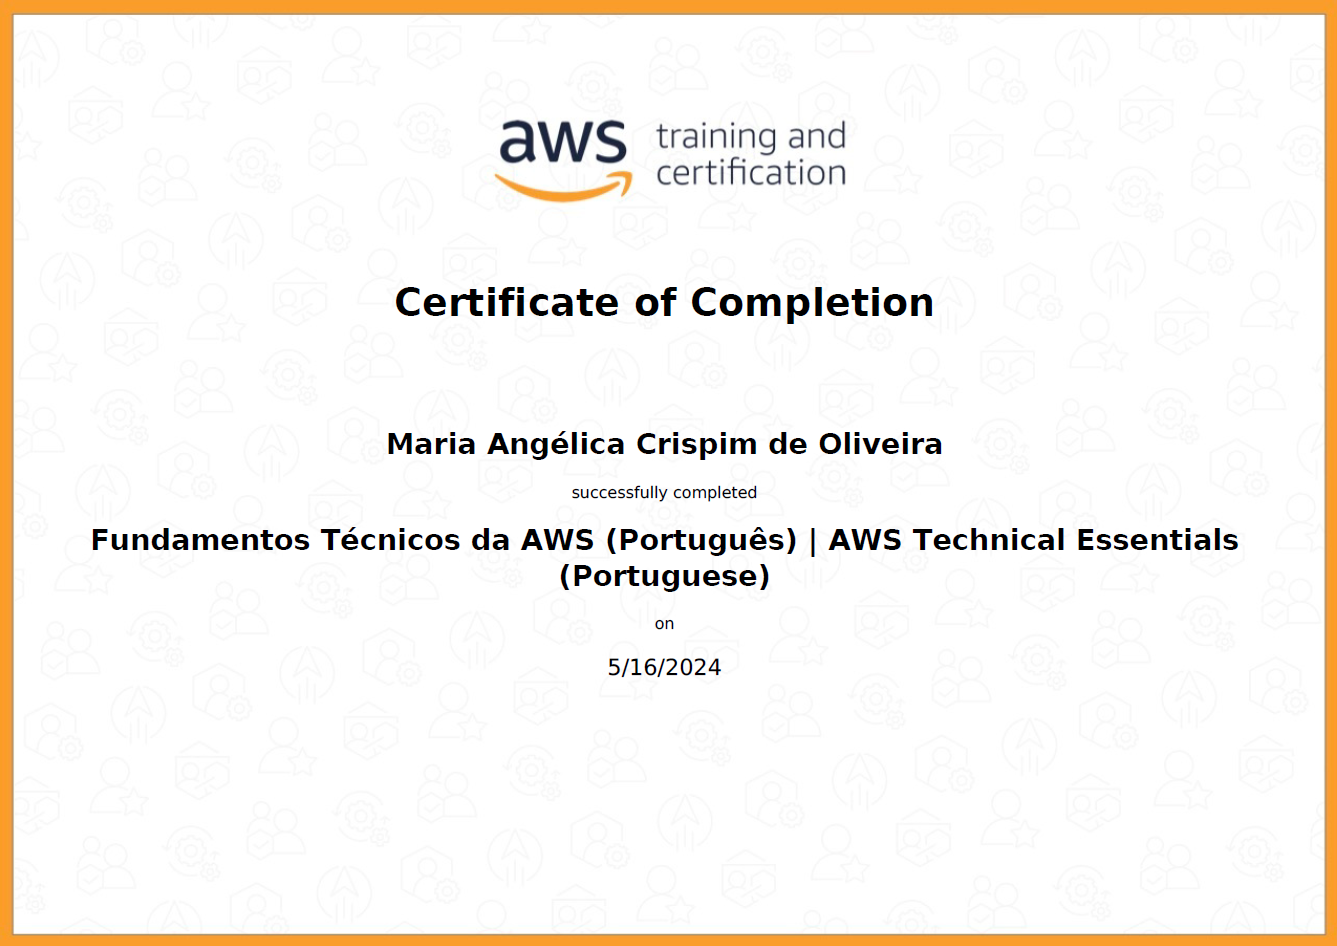 aws training and
certification
Certificate of Completion
Maria Angélica Crispim de Oliveira
successfully completed
Fundamentos Técnicos da AWS (Português) | AWS Technical Essentials
(Portuguese)
on
5/16/2024